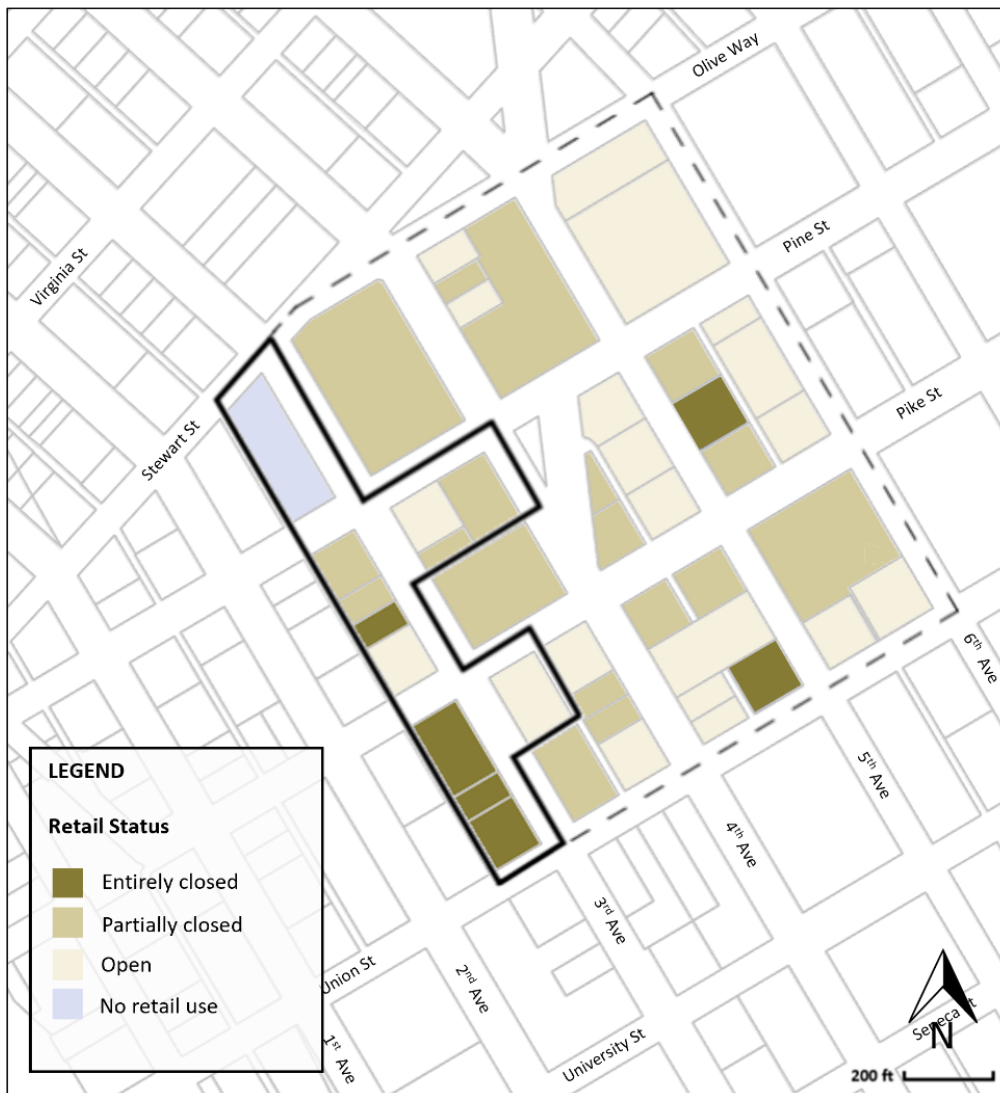 Olive Way
Pine St
Virginia St
Pike St
Stewart St
6th Ave
5th Ave
4th Ave
3rd Ave
2nd Ave
1st Ave
Union St
University St
Seneca St
LEGEND
Retail Status
Entirely closed
Partially closed
Open
No retail use
N
200 ft